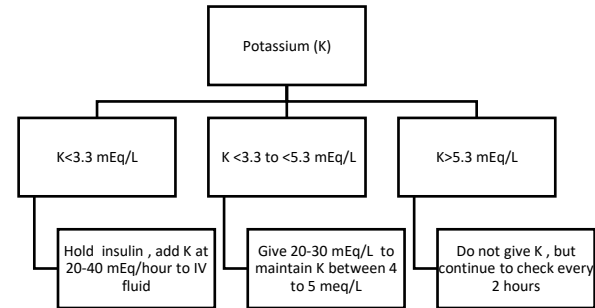 Potassium (K)
K<3.3 mEq/L
K <3.3 to <5.3 mEq/L
K>5.3 mEq/L
Hold insulin , add K at
20-40 mEq/hour to IV
fluid
Give 20-30 mEq/L to
maintain K between 4
to 5 meq/L
Do not give K , but
continue to check every
2 hours